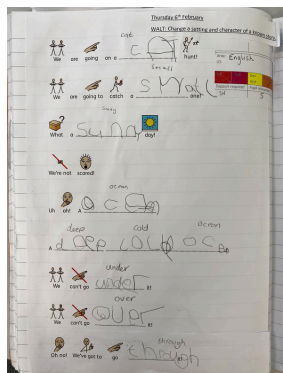 Thursday 6th February
WALT: Change a setting and character of a known story.
cat
We are going on a cat hunt!
English
small
We are going to catch a small one!
sunny
What a sunny day!
We're not scared!
ocean
Uh oh! A ocean
deep cold ocean
A deep cold oce
under
We can't go under it!
over
We can't go over it!
through
Oh no! We've got to go through